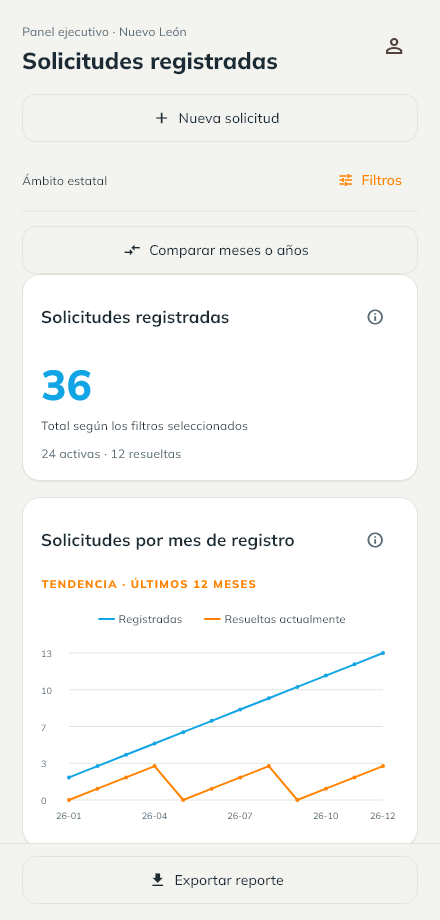 Panel ejecutivo · Nuevo León
Solicitudes registradas
Nueva solicitud
Ámbito estatal
Filtros
Comparar meses o años
Solicitudes registradas
36
Total según los filtros seleccionados
24 activas · 12 resueltas
Solicitudes por mes de registro
TENDENCIA · ÚLTIMOS 12 MESES
Registradas
Resueltas actualmente
13
10
7
3
0
26-01
26-04
26-07
26-10
26-12
Exportar reporte